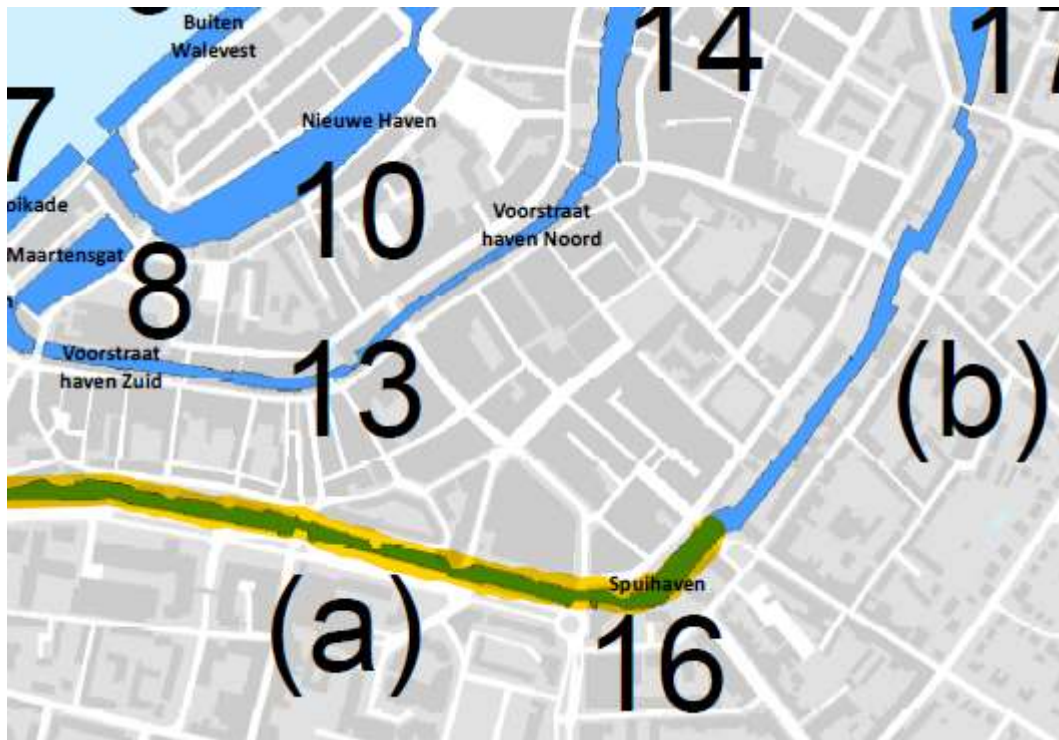 Buiten
Walevest
14
17
7
Nieuwe Haven
10
oikade
Voorstraat
haven Noord
Maartensgat
8
n
Voorstraat
haven Zuid
13
(b)
Spuihaven
(a)
16